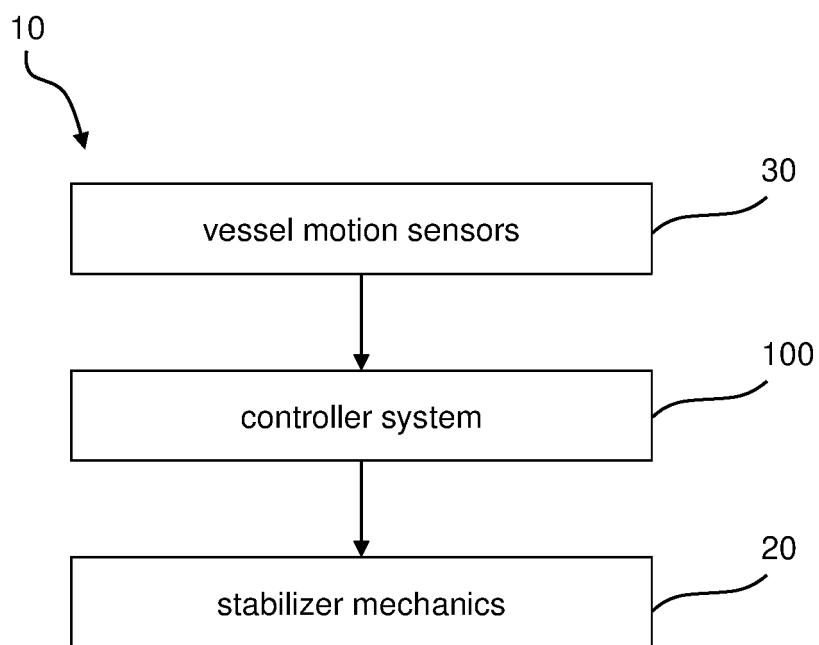 10
30
vessel motion sensors
100
controller system
20
stabilizer mechanics